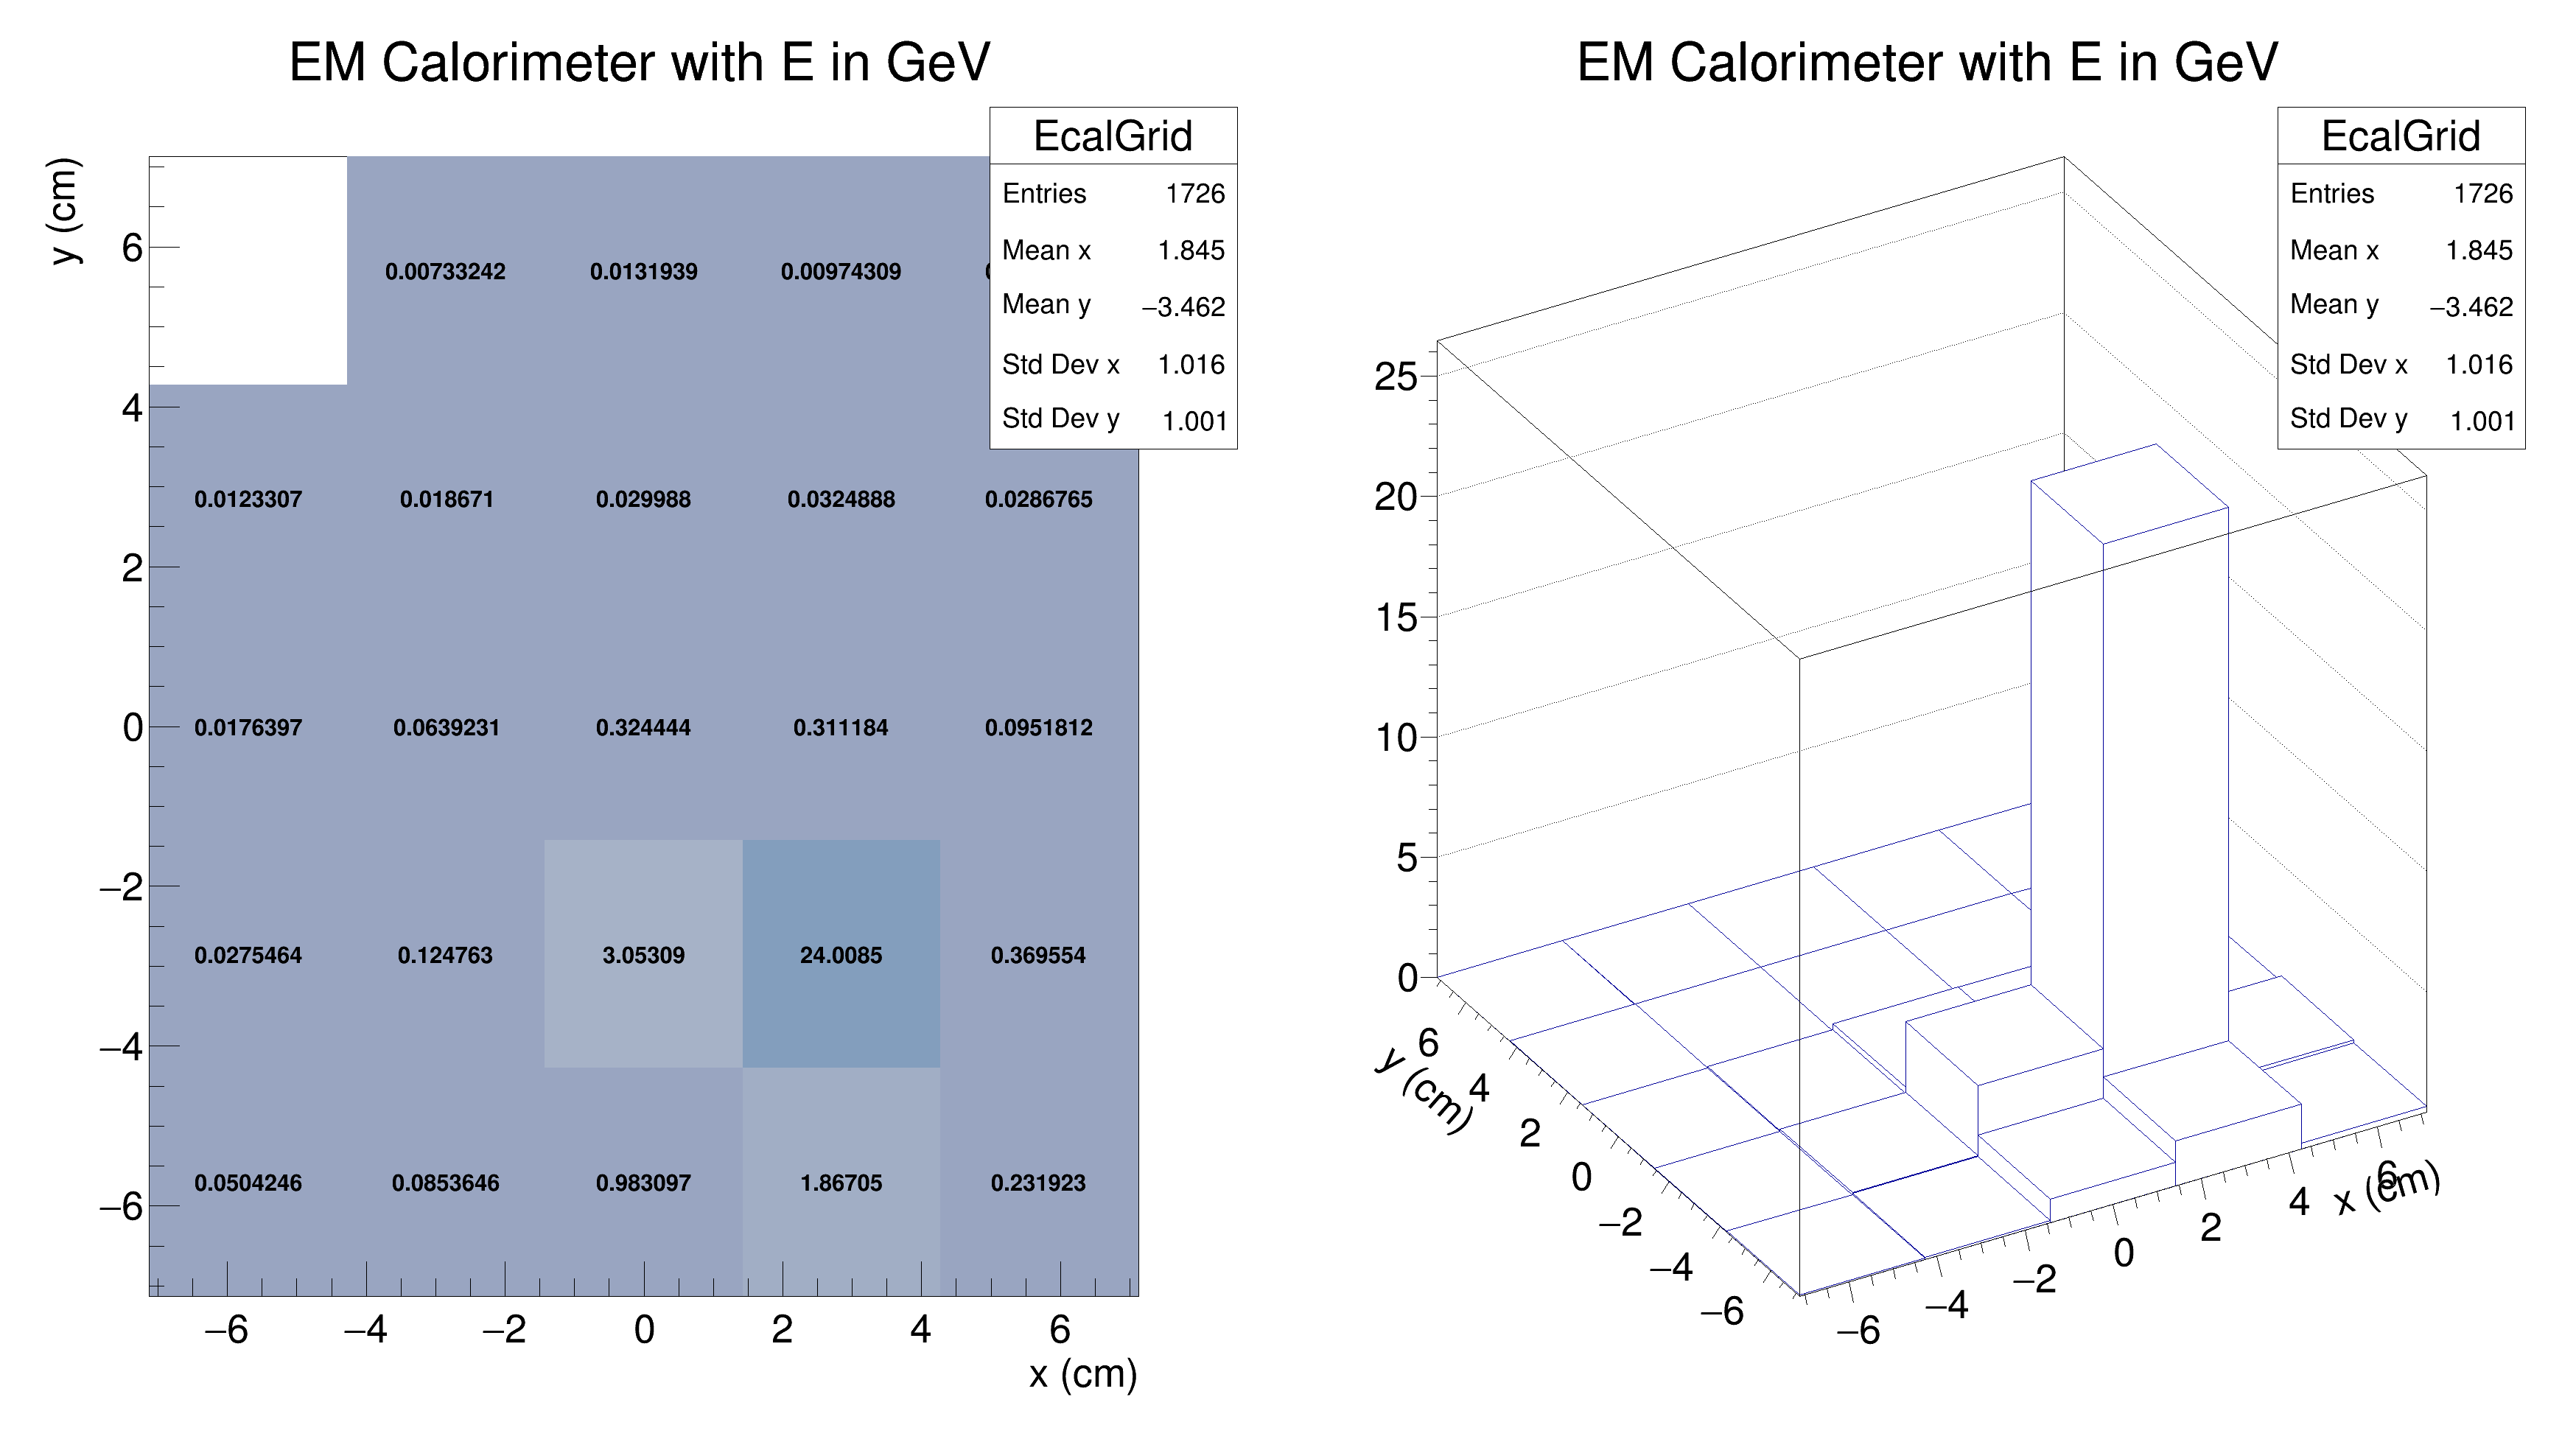 EM Calorimeter with E in GeV
EcalGrid
Entries 1726
Mean x 1.845
Mean y −3.462
Std Dev x 1.016
Std Dev y 1.001
y (cm)
6
4
2
0
−2
−4
−6
0.00733242 0.0131939 0.00974309
0.0123307 0.018671 0.029988 0.0324888 0.0286765
0.0176397 0.0639231 0.324444 0.311184 0.0951812
0.0275464 0.124763 3.05309 24.0085 0.369554
0.0504246 0.0853646 0.983097 1.86705 0.231923
−6 −4 −2 0 2 4 6
x (cm)
EM Calorimeter with E in GeV
EcalGrid
Entries 1726
Mean x 1.845
Mean y −3.462
Std Dev x 1.016
Std Dev y 1.001
25
20
15
10
5
0
6
4
2
0
−2
−4
−6
y (cm)
−6
−4
−2
0
2
4
6
x (cm)